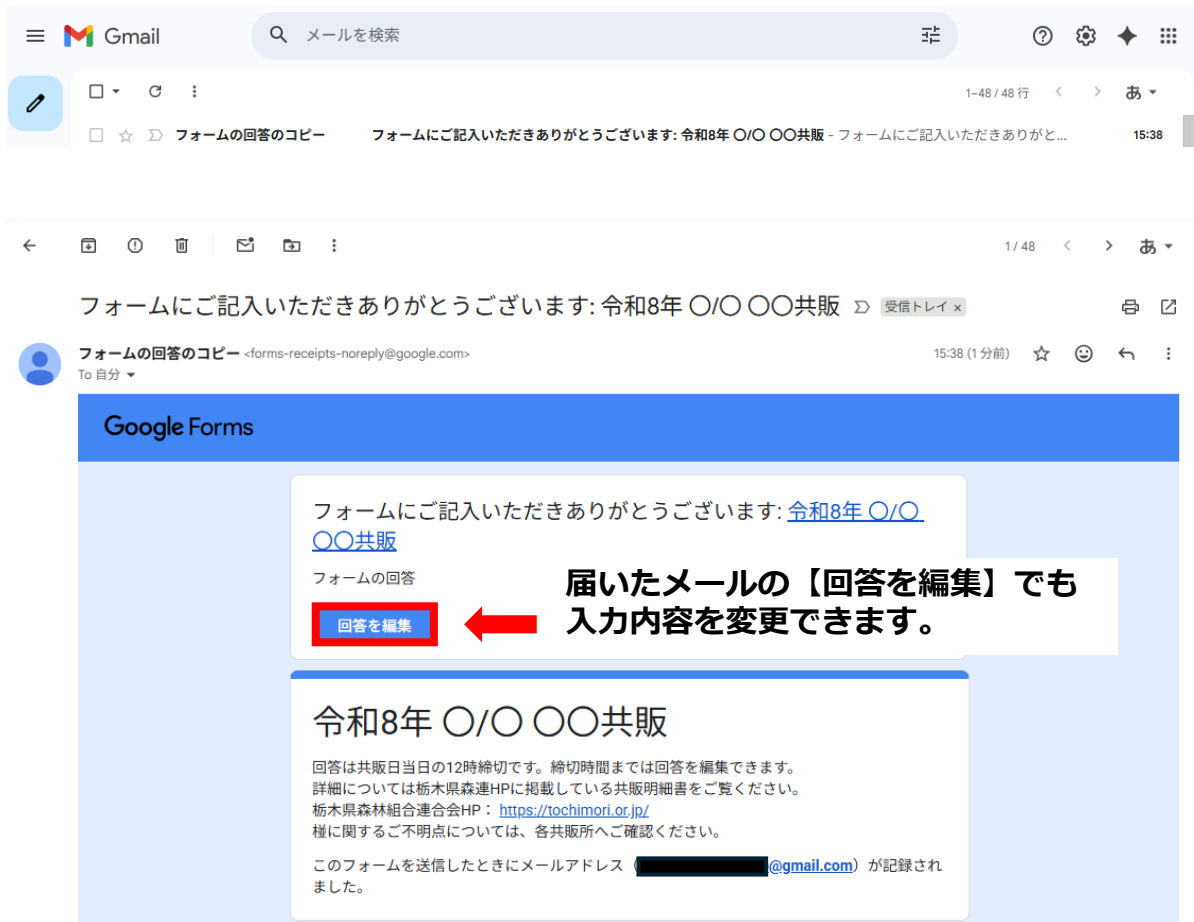 Gmail
メールを検索
1–48 / 48 行
あ
フォームの回答のコピー フォームにご記入いただきありがとうございます: 令和8年 〇/〇 〇〇共販 - フォームにご記入いただきありがと... 15:38
1 / 48
あ
フォームにご記入いただきありがとうございます: 令和8年 〇/〇 〇〇共販 受信トレイ ×
フォームの回答のコピー <forms-receipts-noreply@google.com> 15:38 (1 分前)
To 自分
Google Forms
フォームにご記入いただきありがとうございます: 令和8年 〇/〇
〇〇共販
フォームの回答
回答を編集
届いたメールの【回答を編集】でも
入力内容を変更できます。
令和8年 〇/〇 〇〇共販
回答は共販日当日の12時締切です。締切時間までは回答を編集できます。
詳細については栃木県森連HPに掲載している共販明細書をご覧ください。
栃木県森林組合連合会HP： https://tochimori.or.jp/
椪に関するご不明点については、各共販所へご確認ください。
このフォームを送信したときにメールアドレス（@gmail.com）が記録され
ました。